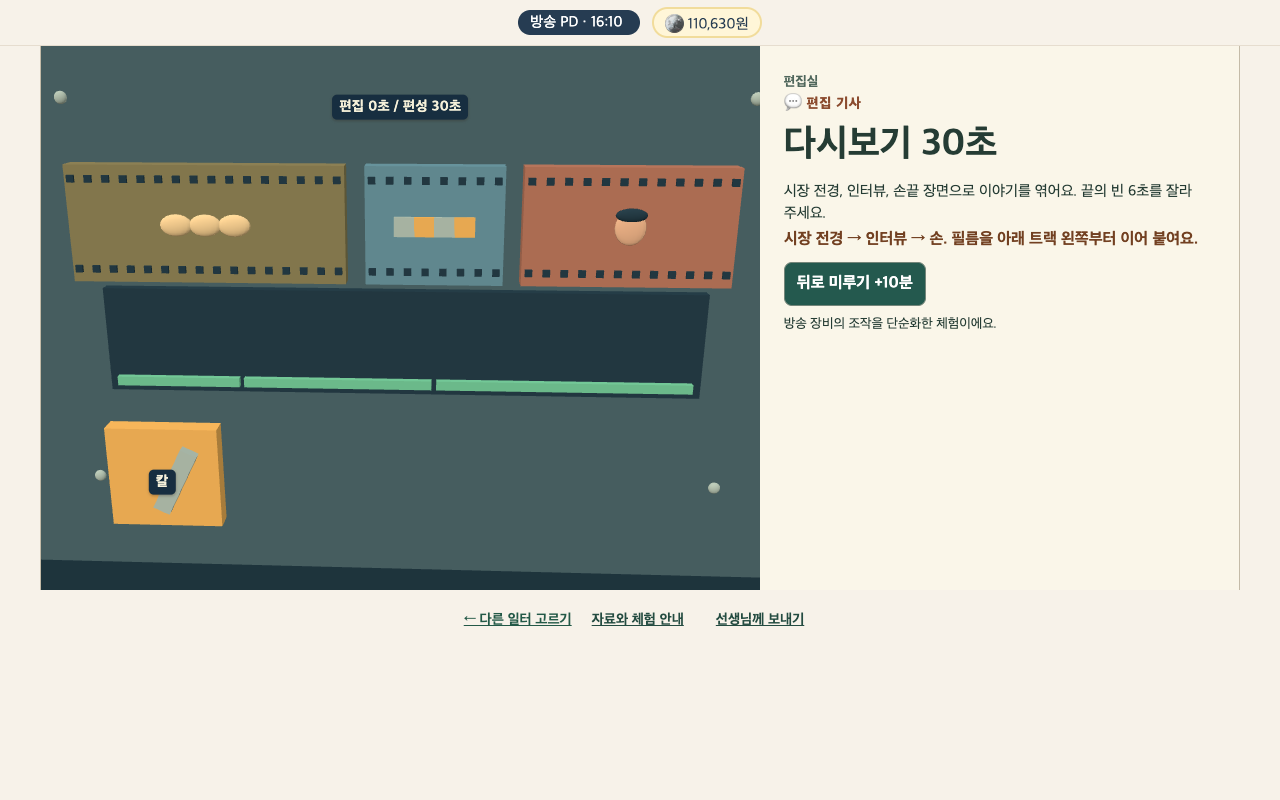 방송 PD · 16:10
110,630원
편집 0초 / 편성 30초
칼
편집실
편집 기사
다시보기 30초
시장 전경, 인터뷰, 손끝 장면으로 이야기를 엮어요. 끝의 빈 6초를 잘라
주세요.
시장 전경 → 인터뷰 → 손. 필름을 아래 트랙 왼쪽부터 이어 붙여요.
뒤로 미루기 +10분
방송 장비의 조작을 단순화한 체험이에요.
← 다른 일터 고르기
자료와 체험 안내
선생님께 보내기